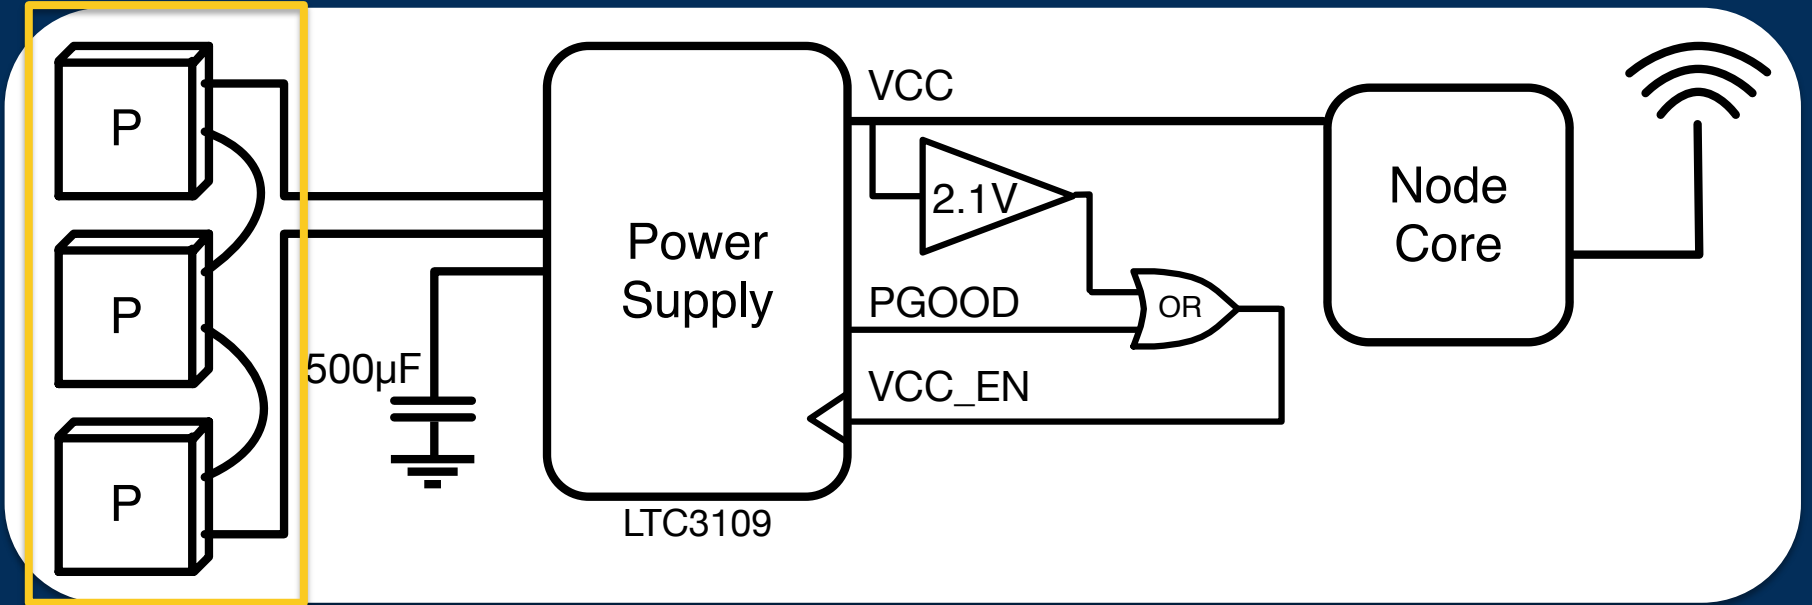 P
P
P
500µF
Power
Supply
LTC3109
VCC
2.1V
PGOOD
OR
VCC_EN
Node
Core